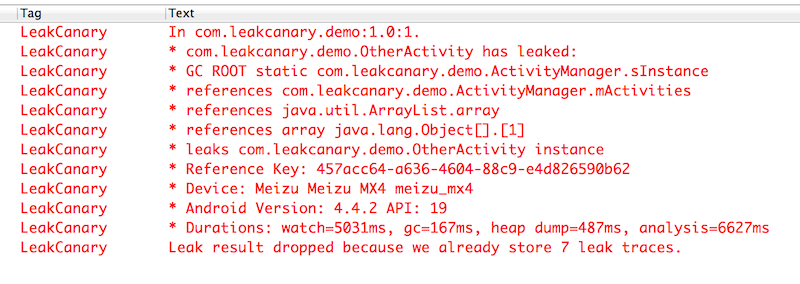 Tag Text
LeakCanary In com.leakcanary.demo:1.0:1.
LeakCanary * com.leakcanary.demo.OtherActivity has leaked:
LeakCanary * GC ROOT static com.leakcanary.demo.ActivityManager.sInstance
LeakCanary * references com.leakcanary.demo.ActivityManager.mActivities
LeakCanary * references java.util.ArrayList.array
LeakCanary * references array java.lang.Object[].[1]
LeakCanary * leaks com.leakcanary.demo.OtherActivity instance
LeakCanary * Reference Key: 457acc64-a636-4604-88c9-e4d826590b62
LeakCanary * Device: Meizu Meizu MX4 meizu_mx4
LeakCanary * Android Version: 4.4.2 API: 19
LeakCanary * Durations: watch=5031ms, gc=167ms, heap dump=487ms, analysis=6627ms
LeakCanary Leak result dropped because we already store 7 leak traces.